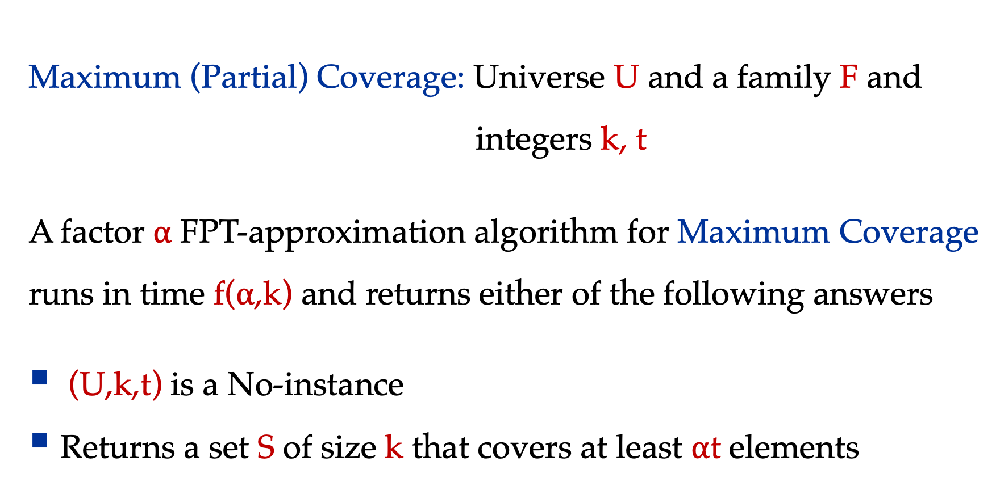 Maximum (Partial) Coverage: Universe U and a family F and
integers k, t
A factor α FPT-approximation algorithm for Maximum Coverage
runs in time f(α,k) and returns either of the following answers
▪ (U,k,t) is a No-instance
▪ Returns a set S of size k that covers at least αt elements